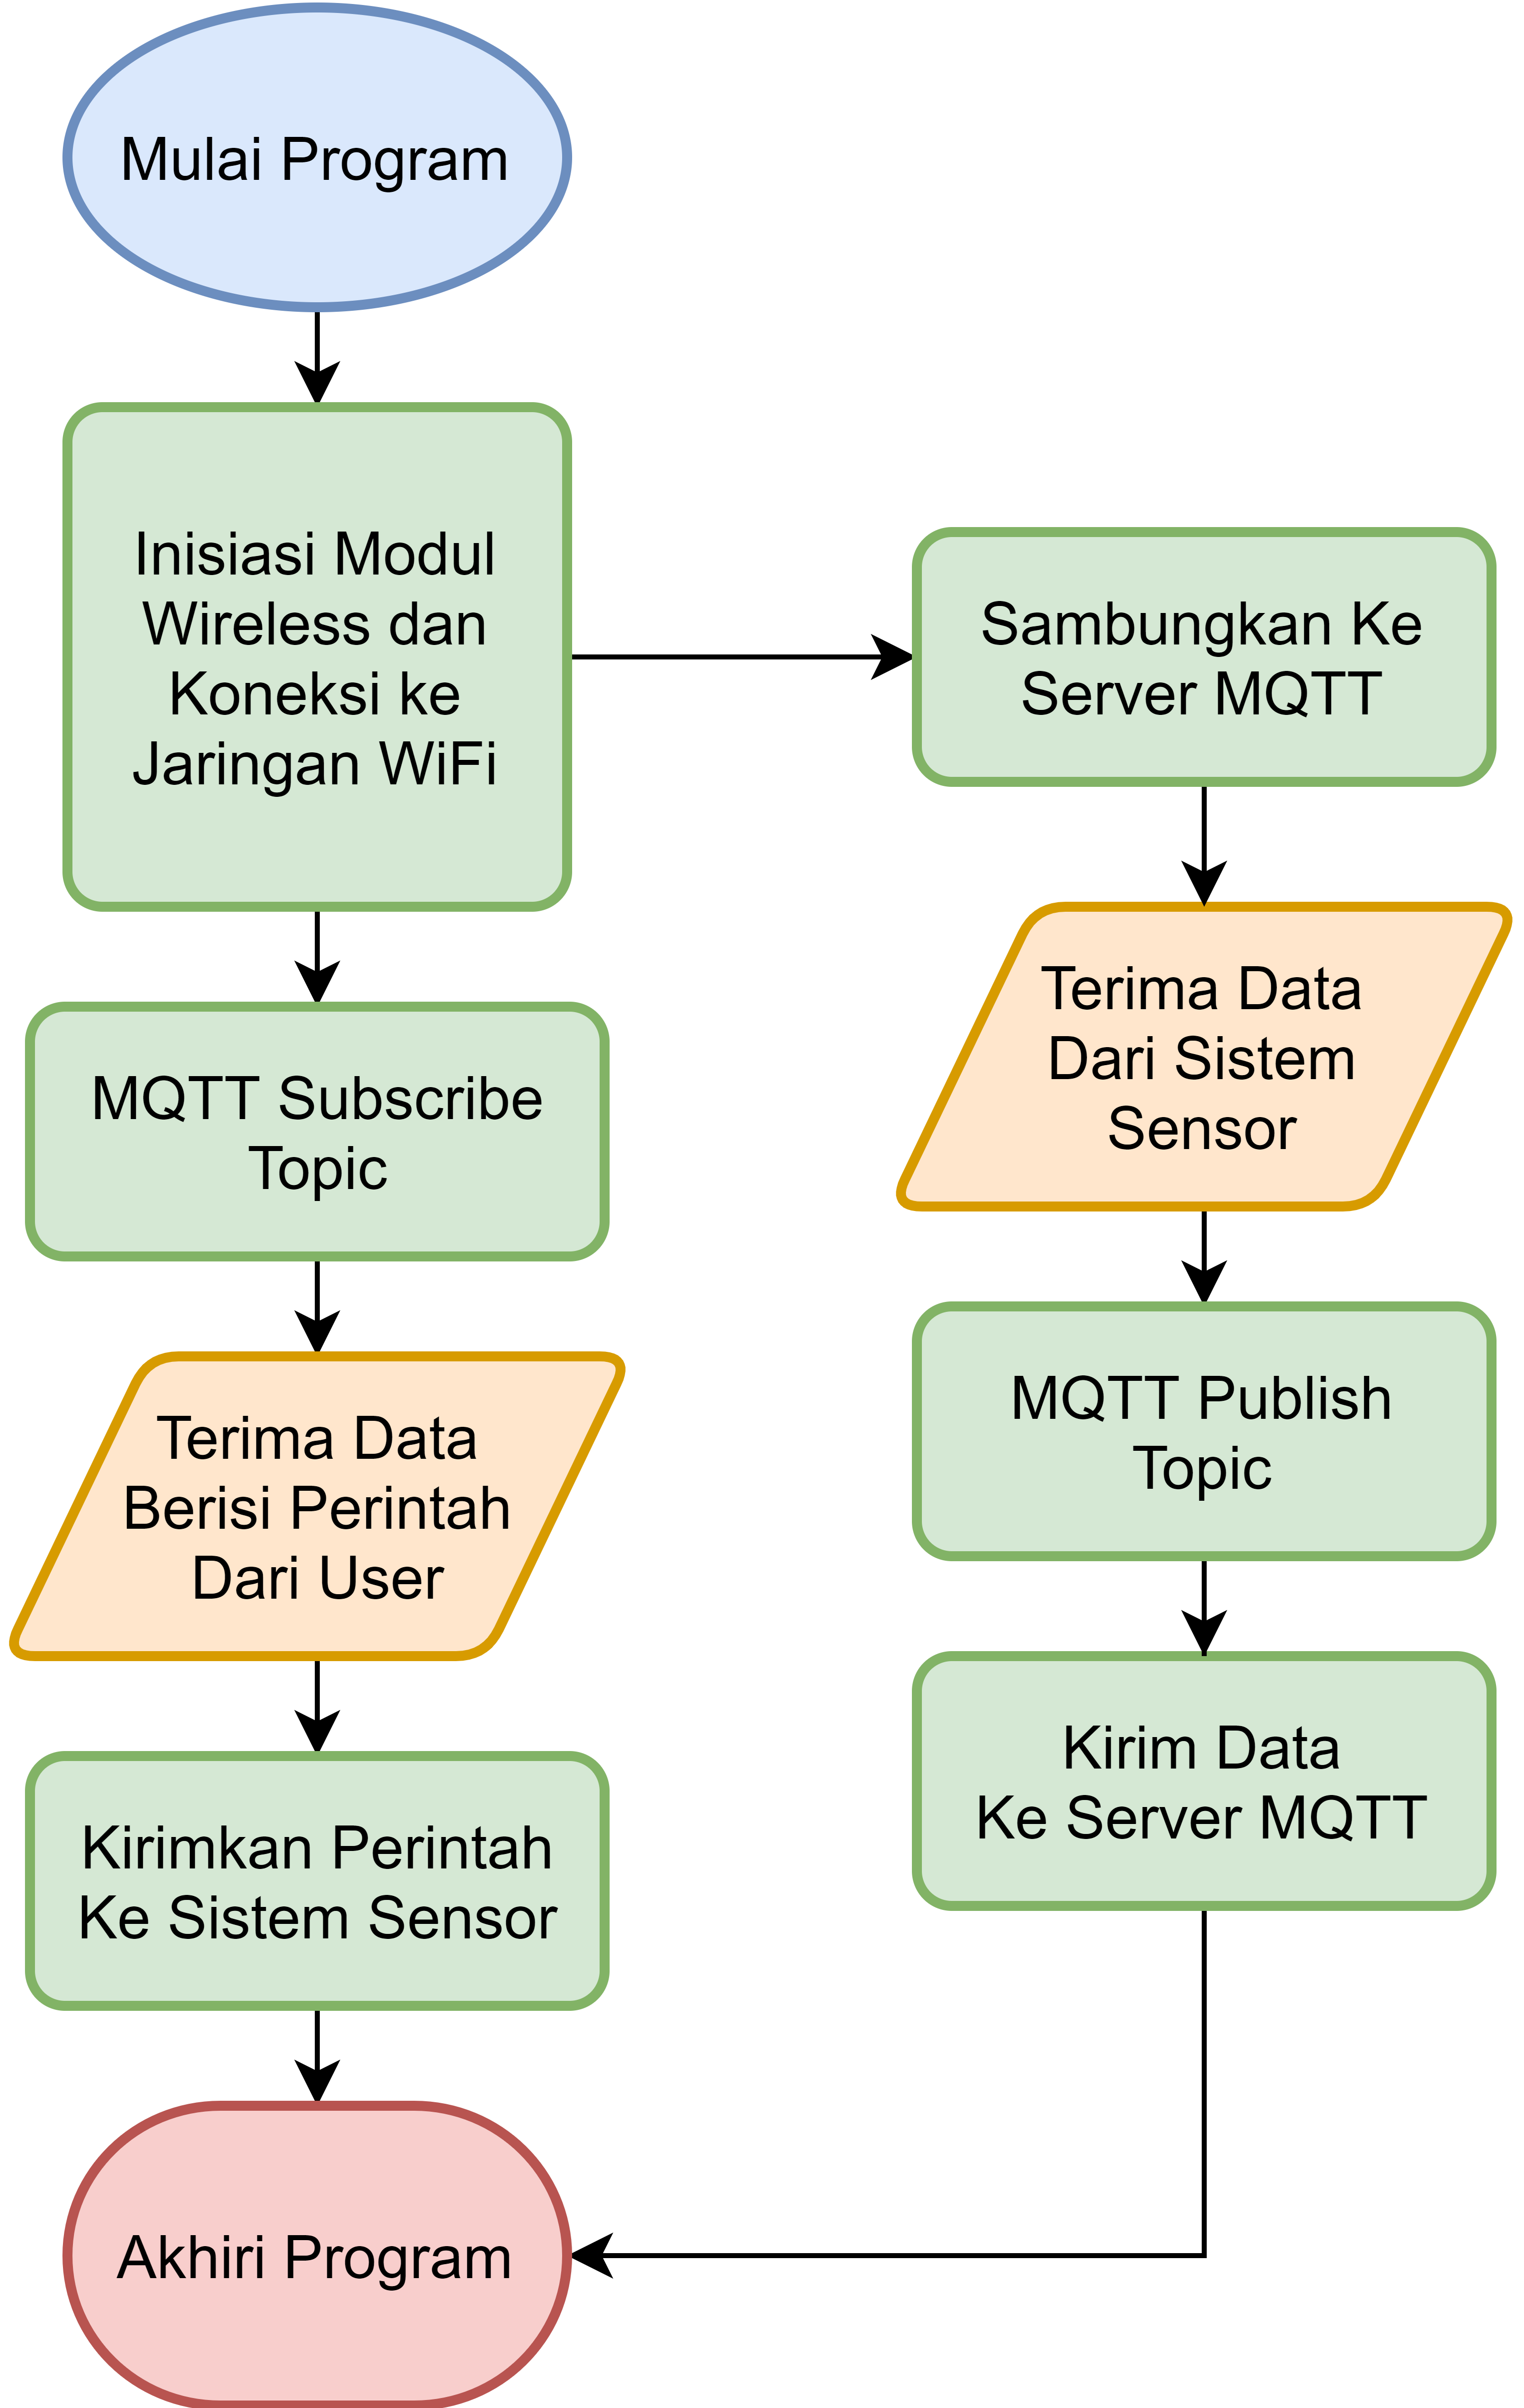 Mulai Program
Inisiasi Modul
Wireless dan
Koneksi ke
Jaringan WiFi
Sambungkan Ke
Server MQTT
MQTT Subscribe
Topic
Terima Data
Dari Sistem
Sensor
Terima Data
Berisi Perintah
Dari User
MQTT Publish
Topic
Kirimkan Perintah
Ke Sistem Sensor
Kirim Data
Ke Server MQTT
Akhiri Program